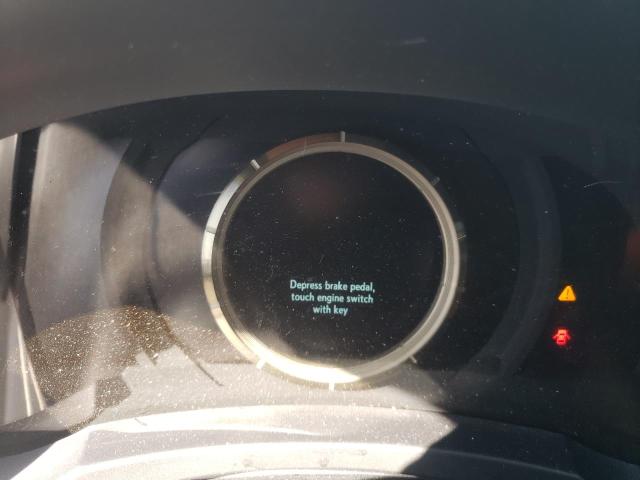 Depress brake pedal,
touch engine switch
with key